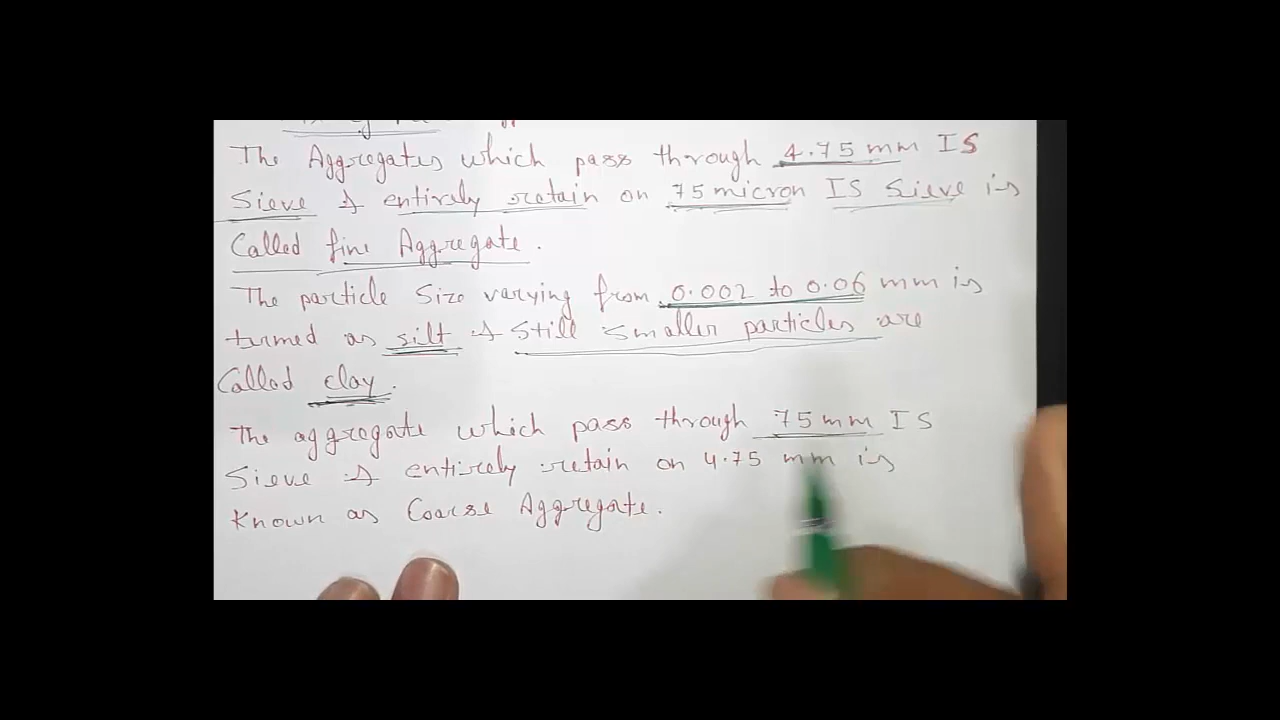 The Aggregates which pass through 4.75 mm IS
Sieve & entirely retain on 75 micron IS Sieve is
Called fine Aggregate.
The particle Size varying from 0.002 to 0.06 mm is
turmed as silt & Still Smaller particles are
Called clay.
The aggregate which pass through 75 mm IS
Sieve & entirely retain on 4.75 mm is
Known as Coarse Aggregate.